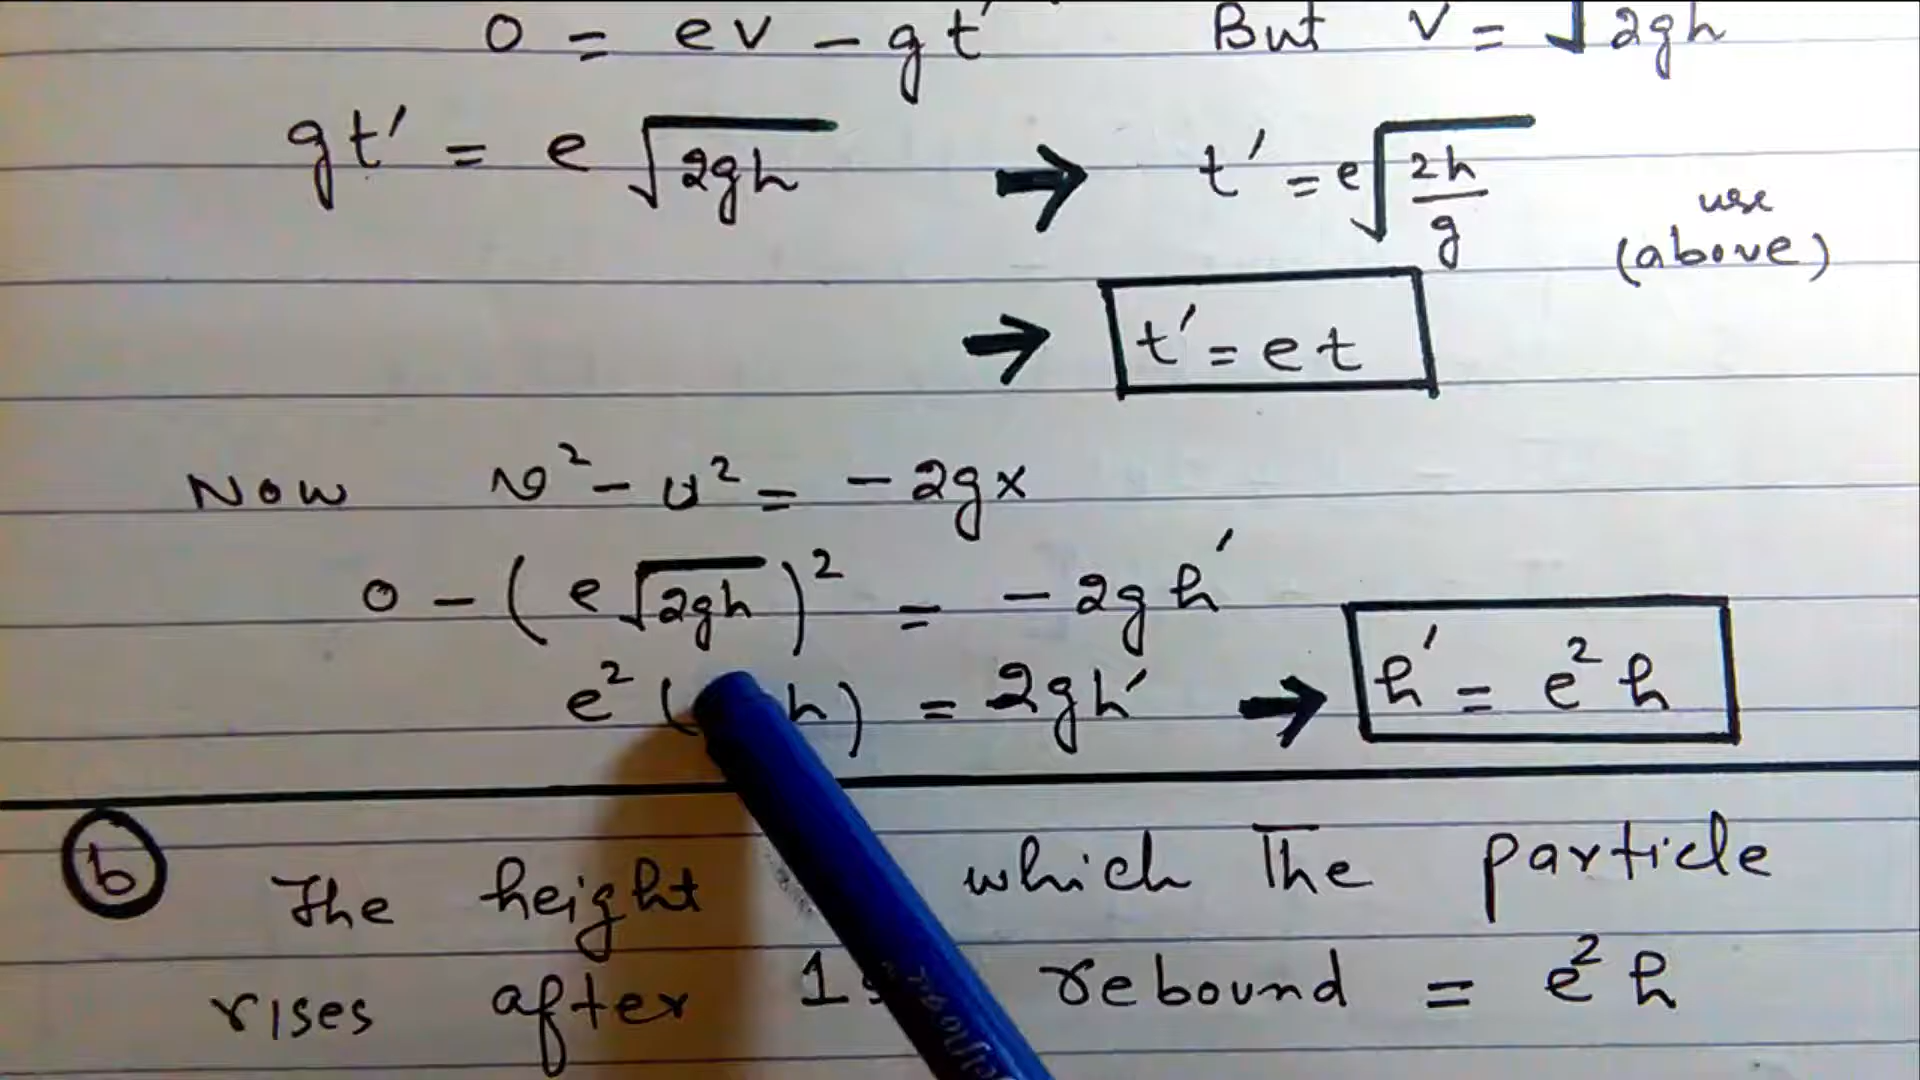 0 = ev - gt' But v = √2gh
gt' = e √2gh → t' = e √(2h/g)
use
(above)
→ t' = et
Now v² - u² = -2gx
0 - (e √2gh)² = -2gh'
e² ( h) = 2gh' → h' = e²h
b The height which The particle
rises after rebound = e²h